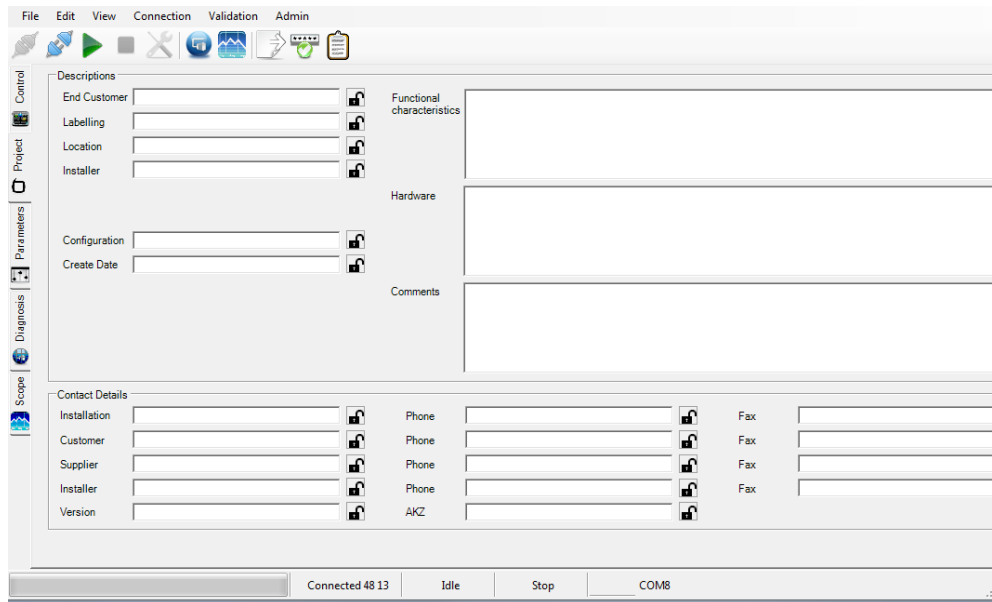 File Edit View Connection Validation Admin
Control
Project
Parameters
Diagnosis
Scope
Descriptions
End Customer
Labelling
Location
Installer
Configuration
Create Date
Functional
characteristics
Hardware
Comments
Contact Details
Installation Phone Fax
Customer Phone Fax
Supplier Phone Fax
Installer Phone Fax
Version AKZ
Connected 48 13 Idle Stop COM8